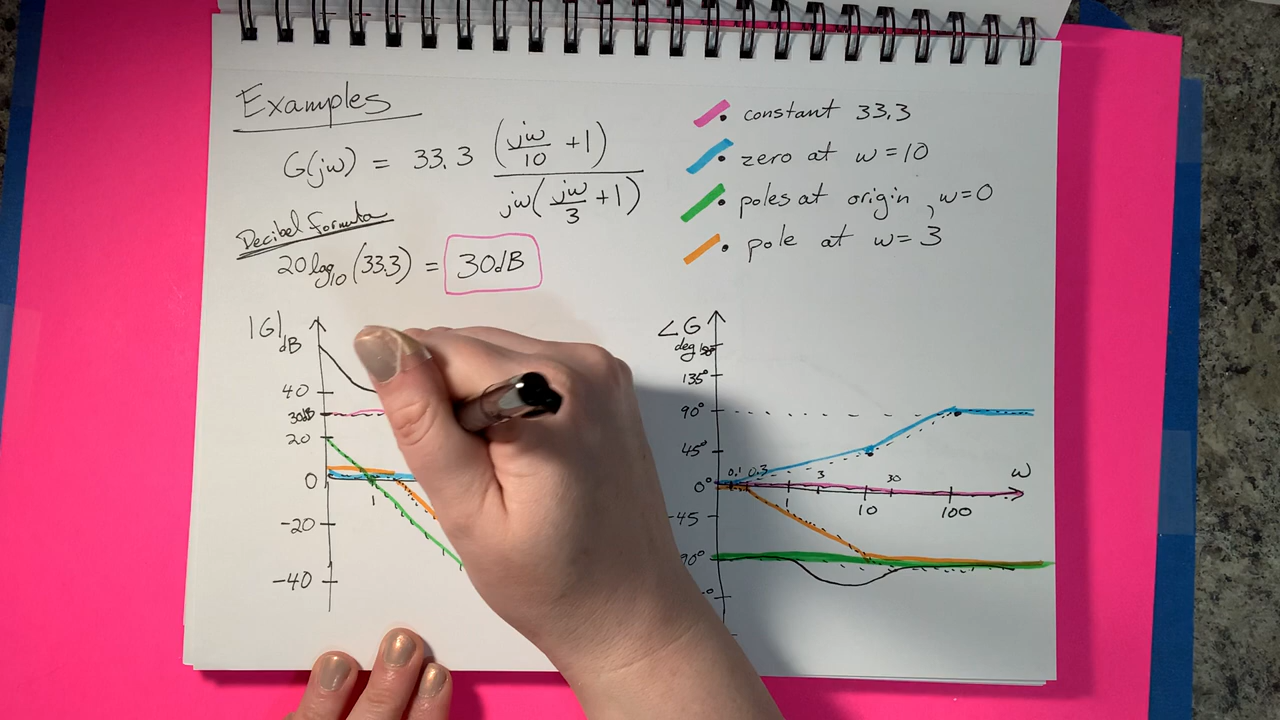 Examples
G(jω) = 33.3 (jω/10 +1)
jω(jω/3 +1)
Decibel Formula
20log10(33.3) = 30dB
• constant 33.3
• zero at ω=10
• poles at origin, ω=0
• pole at ω=3
|G|dB
40
30dB
20
0
-20
-40
1
∠G
deg
135°
90°
45°
0°
-45
90°
0.1 0.3
1
3
10
30
100
ω